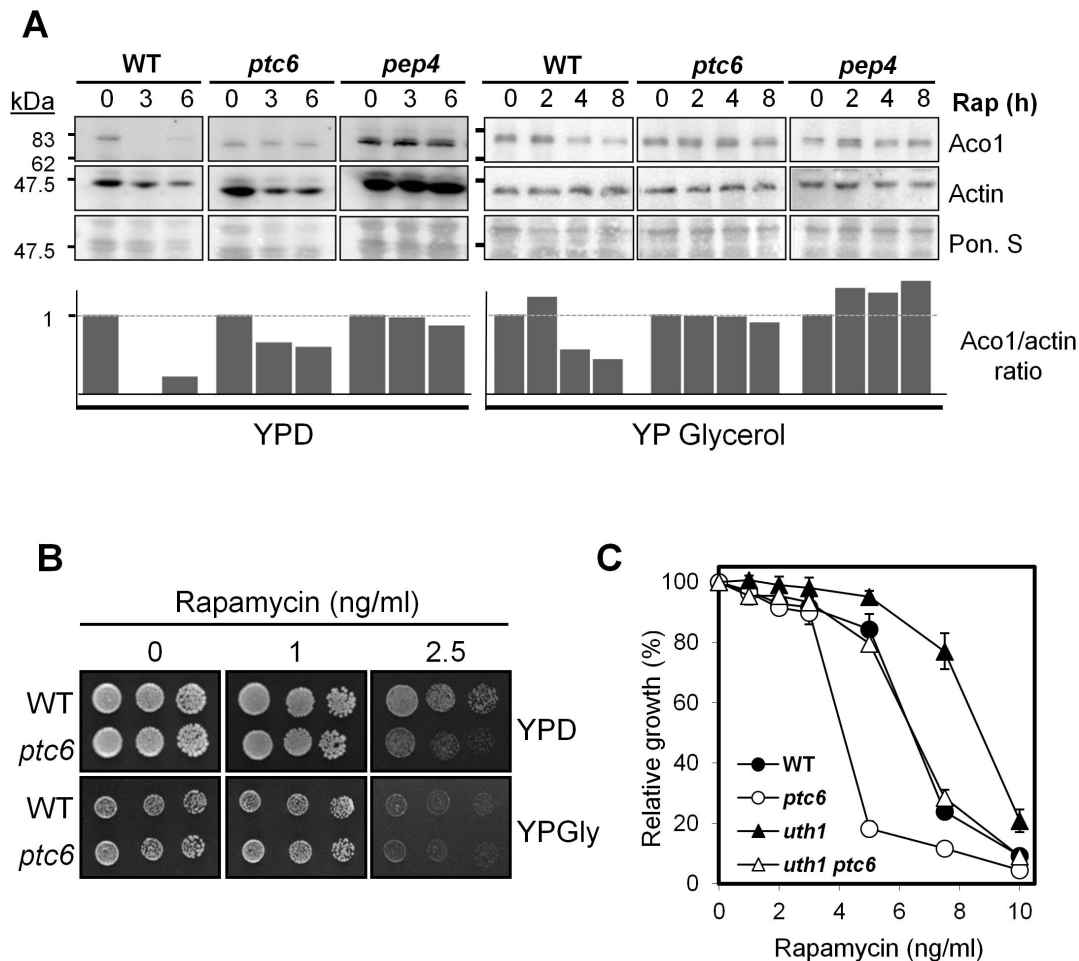 A
WT ptc6 pep4 WT ptc6 pep4
kDa 0 3 6 0 3 6 0 3 6 0 2 4 8 0 2 4 8 0 2 4 8 Rap (h)
83 Aco1
62
47.5 Actin
47.5 Pon. S
1
Aco1/actin
ratio
YPD YP Glycerol
B
Rapamycin (ng/ml)
0 1 2.5
WT
ptc6
YPD
WT
ptc6
YPGly
C
Relative growth (%)
100
80
60
40
20
0
WT
ptc6
uth1
uth1 ptc6
0 2 4 6 8 10
Rapamycin (ng/ml)